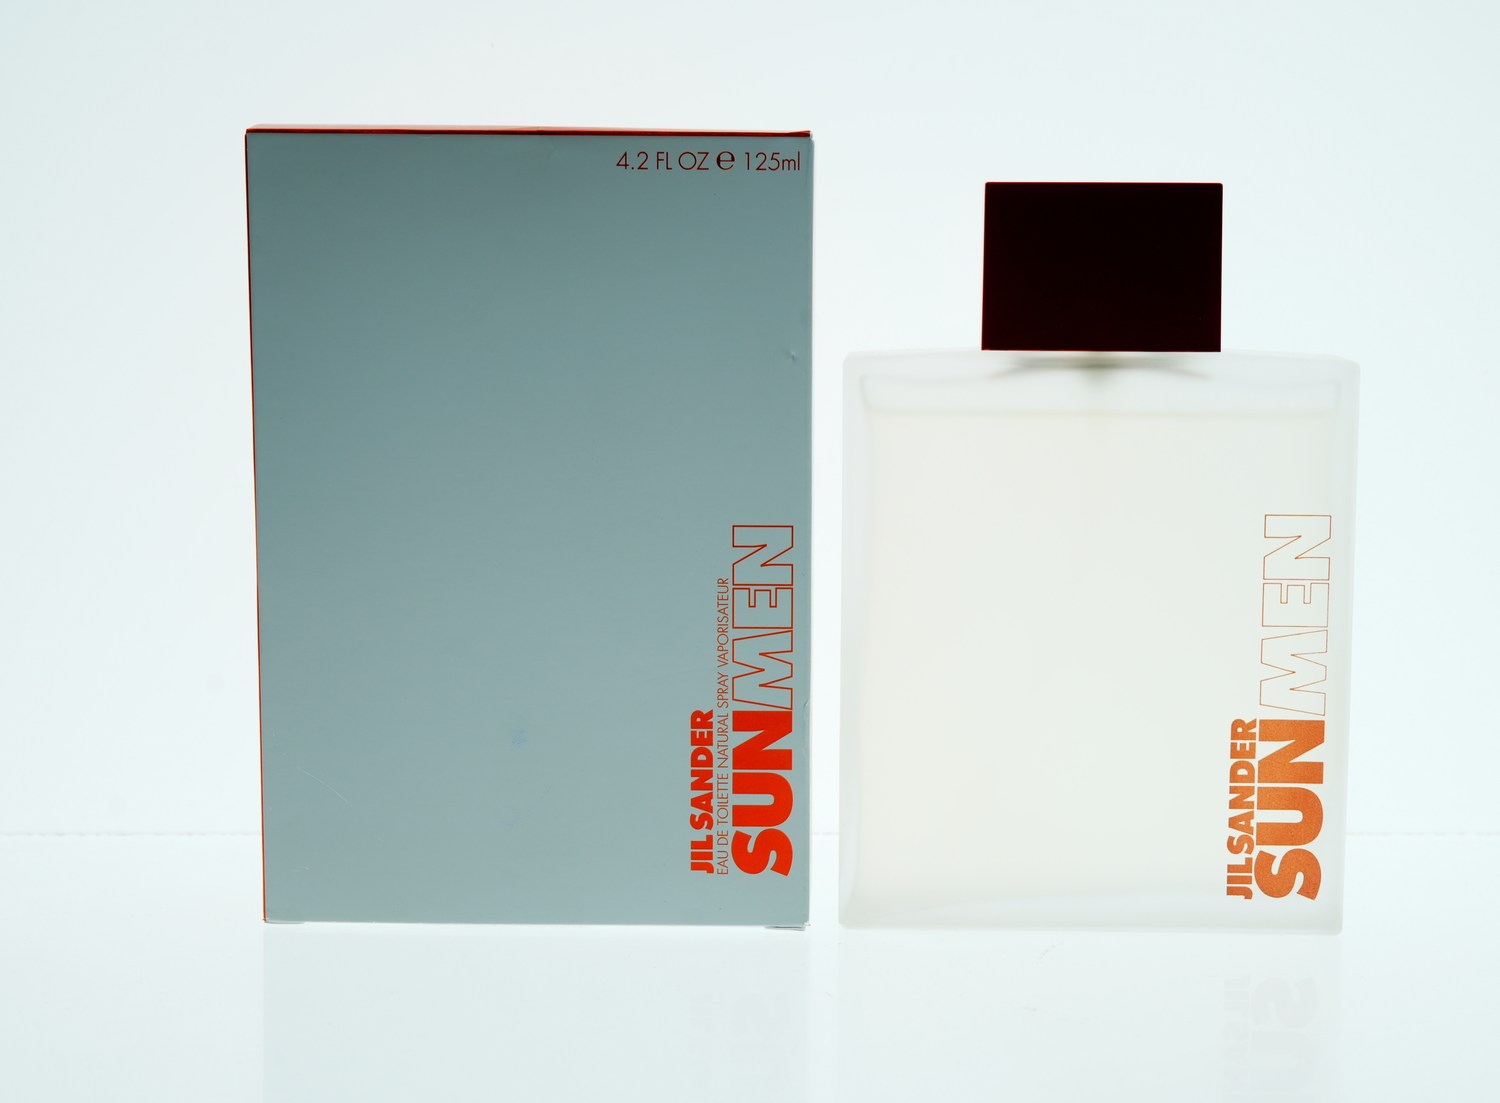 4.2 FL OZ ℮ 125ml
JIL SANDER
EAU DE TOILETTE NATURAL SPRAY VAPORISATEUR
SUNMEN
JIL SANDER
SUNMEN